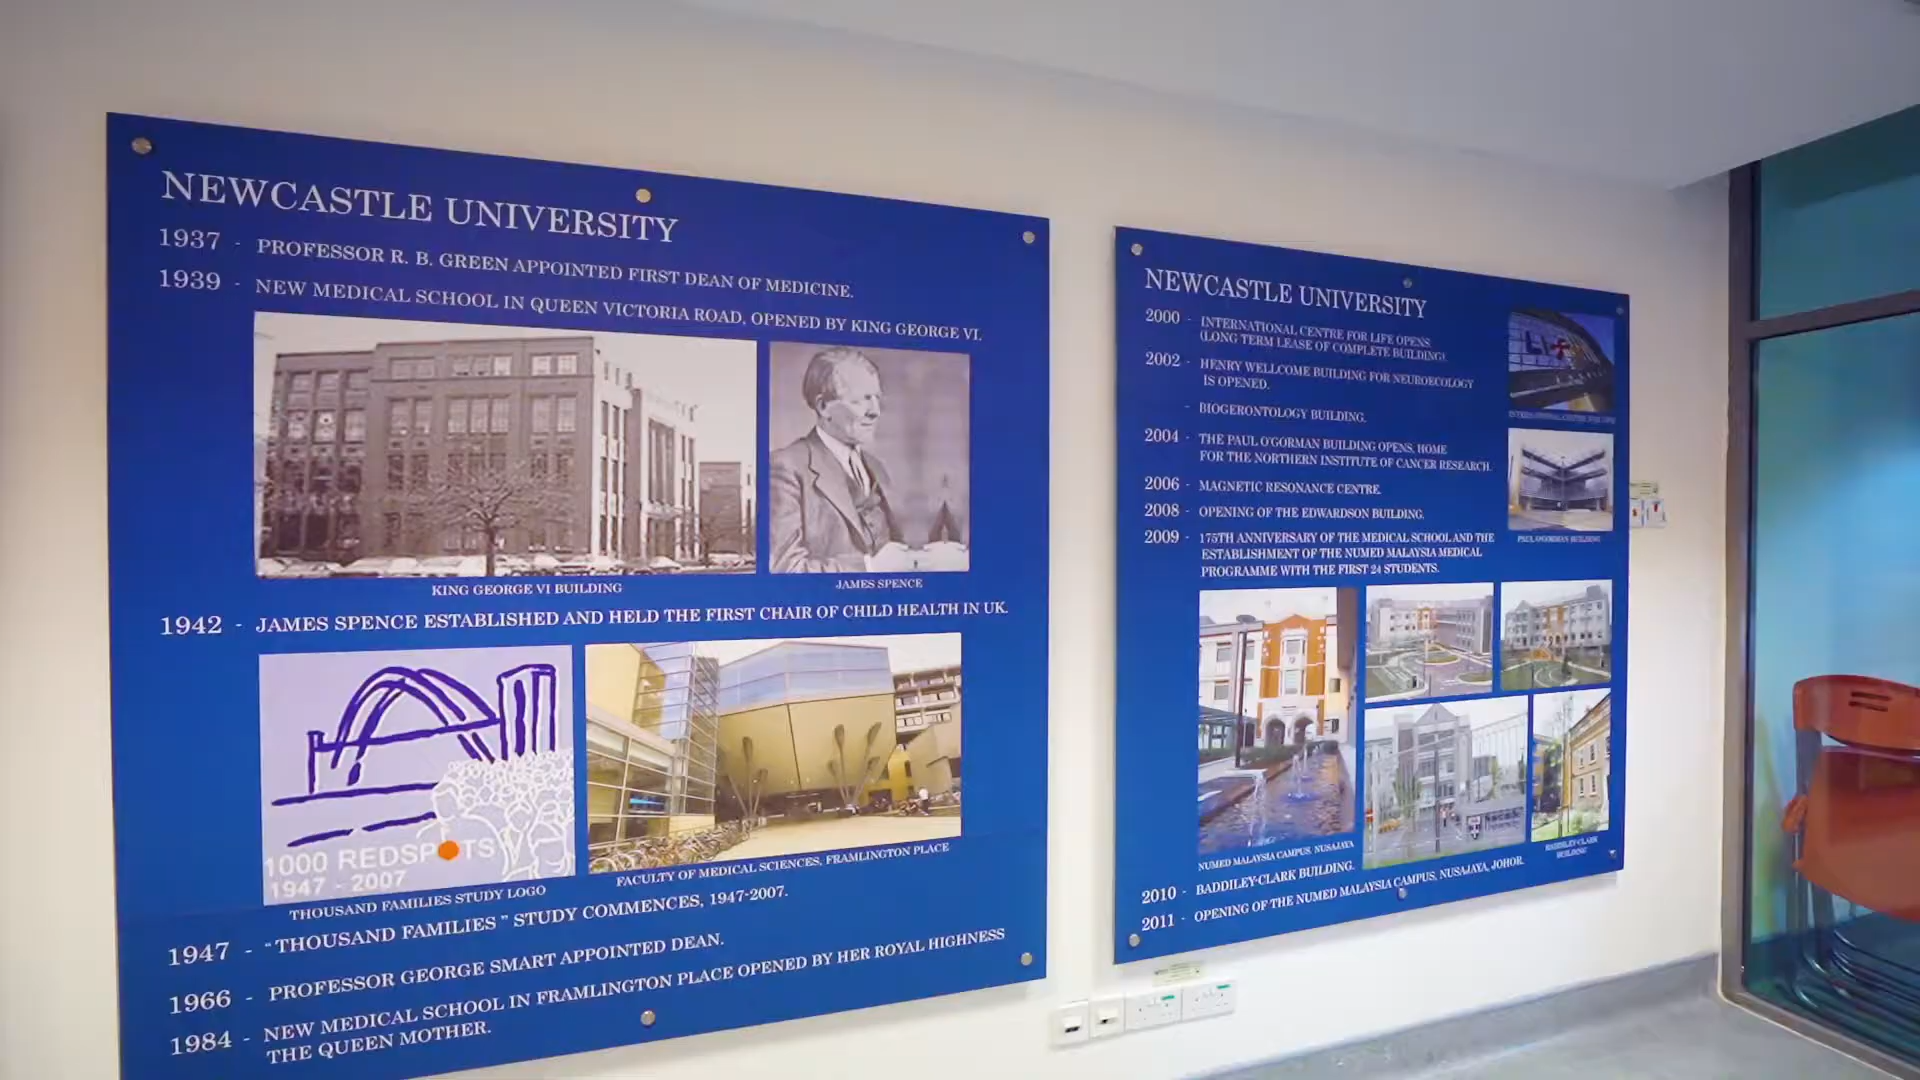 NEWCASTLE UNIVERSITY
1937 - PROFESSOR R. B. GREEN APPOINTED FIRST DEAN OF MEDICINE.
1939 - NEW MEDICAL SCHOOL IN QUEEN VICTORIA ROAD, OPENED BY KING GEORGE VI.
KING GEORGE VI BUILDING
JAMES SPENCE
1942 - JAMES SPENCE ESTABLISHED AND HELD THE FIRST CHAIR OF CHILD HEALTH IN UK.
1000 REDSPOTS
1947 - 2007
THOUSAND FAMILIES STUDY LOGO
FACULTY OF MEDICAL SCIENCES, FRAMLINGTON PLACE
1947 - "THOUSAND FAMILIES" STUDY COMMENCES, 1947-2007.
1966 - PROFESSOR GEORGE SMART APPOINTED DEAN.
1984 - NEW MEDICAL SCHOOL IN FRAMLINGTON PLACE OPENED BY HER ROYAL HIGHNESS
THE QUEEN MOTHER.
NEWCASTLE UNIVERSITY
2000 - INTERNATIONAL CENTRE FOR LIFE OPENS.
(LONG TERM LEASE OF COMPLETE BUILDING).
2002 - HENRY WELLCOME BUILDING FOR NEUROECOLOGY
IS OPENED.
- BIOGERONTOLOGY BUILDING.
2004 - THE PAUL O'GORMAN BUILDING OPENS, HOME
FOR THE NORTHERN INSTITUTE OF CANCER RESEARCH.
2006 - MAGNETIC RESONANCE CENTRE.
2008 - OPENING OF THE EDWARDSON BUILDING.
2009 - 175TH ANNIVERSARY OF THE MEDICAL SCHOOL AND THE
ESTABLISHMENT OF THE NUMED MALAYSIA MEDICAL
PROGRAMME WITH THE FIRST 24 STUDENTS.
INTERNATIONAL CENTRE FOR LIFE
PAUL O'GORMAN BUILDING
NUMED MALAYSIA CAMPUS, NUSAJAYA
BADDILEY-CLARK
BUILDING
2010 - BADDILEY-CLARK BUILDING.
2011 - OPENING OF THE NUMED MALAYSIA CAMPUS, NUSAJAYA, JOHOR.